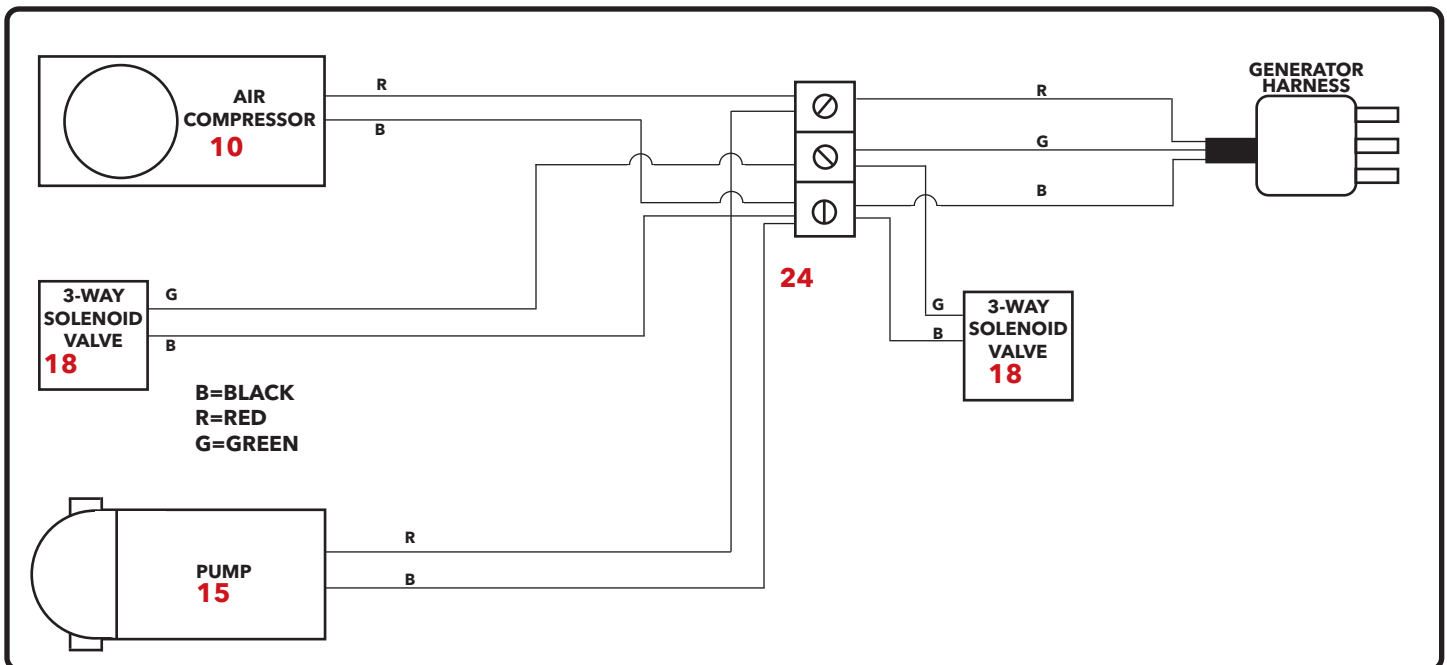 AIR
COMPRESSOR
10
R
B
GENERATOR
HARNESS
R
G
B
24
3-WAY
SOLENOID
VALVE
18
G
B
G
B
3-WAY
SOLENOID
VALVE
18
B=BLACK
R=RED
G=GREEN
PUMP
15
R
B